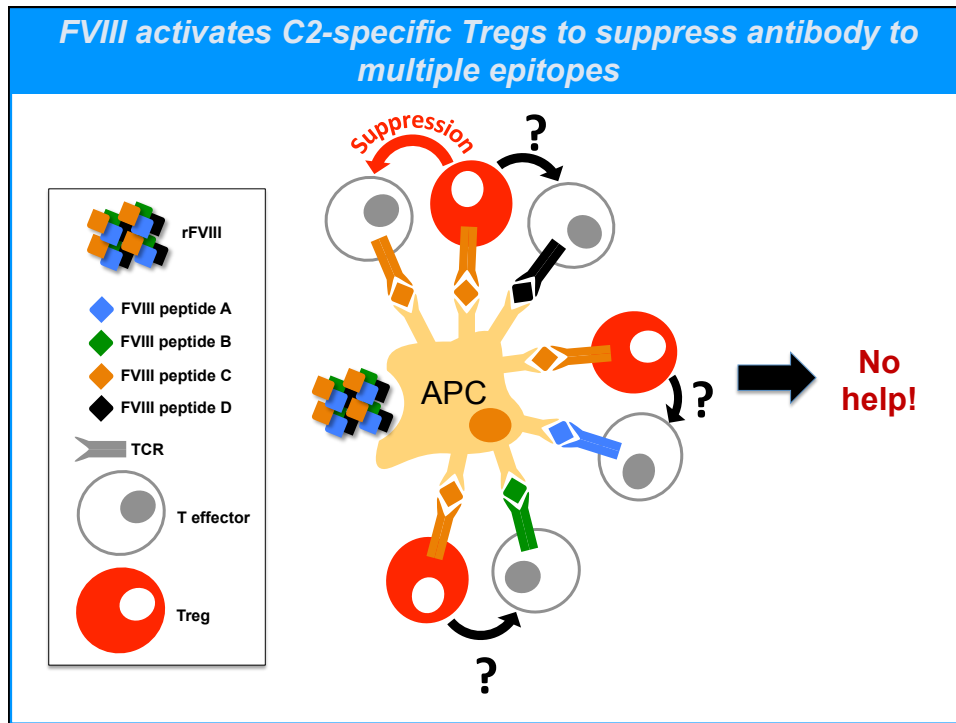 FVIII activates C2-specific Tregs to suppress antibody to
multiple epitopes
Suppression
?
rFVIII
FVIII peptide A
FVIII peptide B
FVIII peptide C
FVIII peptide D
TCR
T effector
Treg
APC
?
No
help!
?